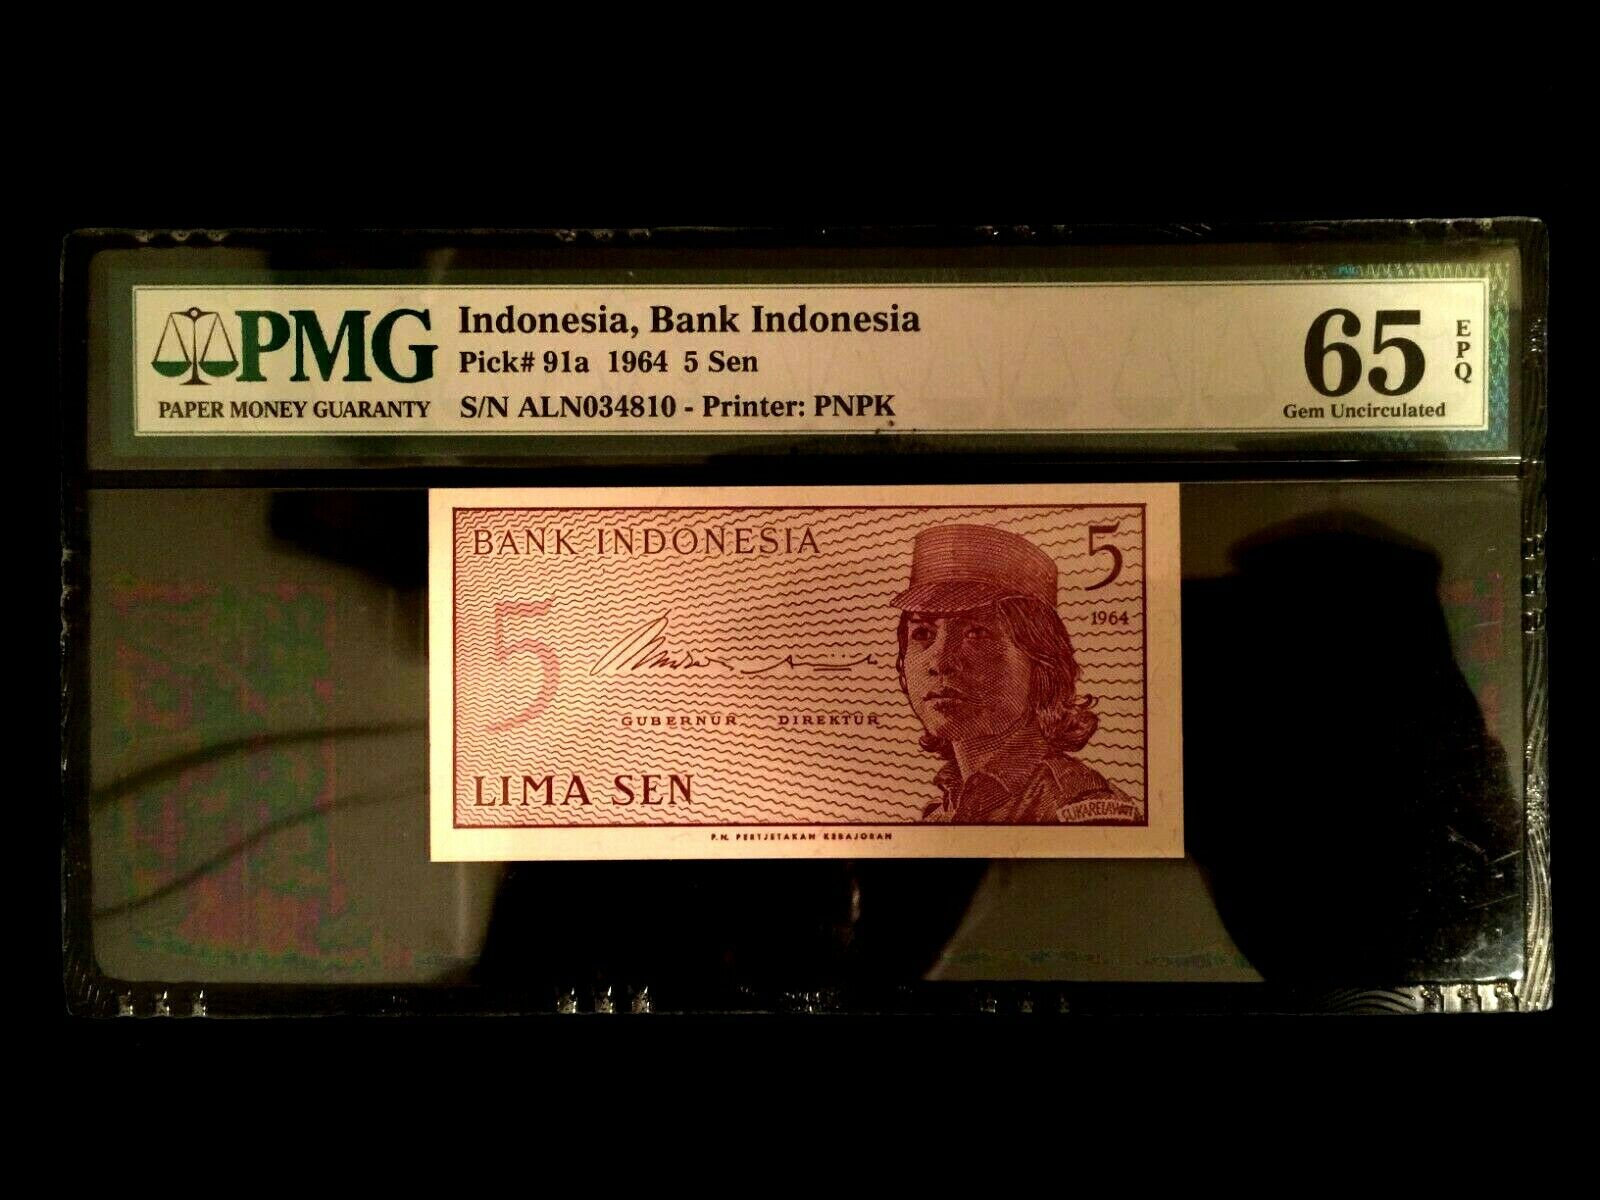 PMG
PAPER MONEY GUARANTY
Indonesia, Bank Indonesia
Pick# 91a 1964 5 Sen
S/N ALN034810 - Printer: PNPK
65
EPQ
Gem Uncirculated
BANK INDONESIA
5
1964
5
GUBERNUR DIREKTUR
LIMA SEN
SUKARELAWATI
P.N. PERTJETAKAN KEBAJORAN